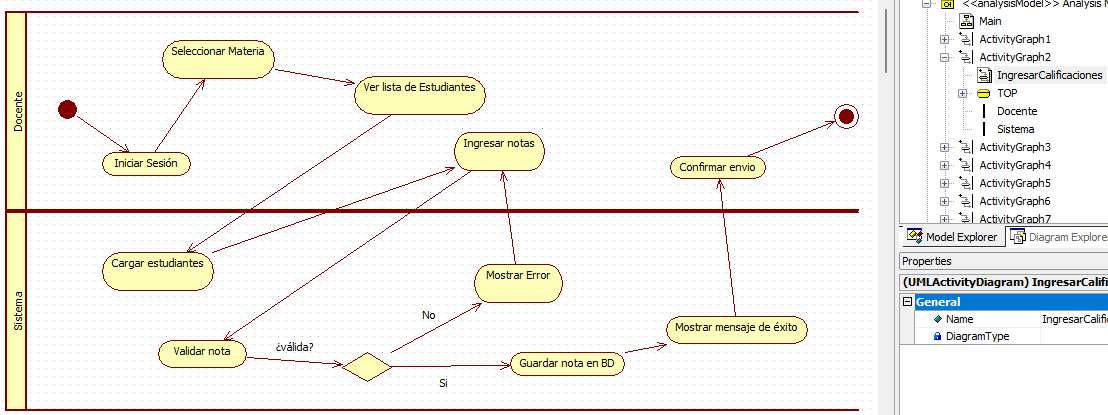 Docente
Seleccionar Materia
Ver lista de Estudiantes
Iniciar Sesión
Ingresar notas
Confirmar envio
Sistema
Cargar estudiantes
Mostrar Error
No
Validar nota
¿válida?
Si
Guardar nota en BD
Mostrar mensaje de éxito
<<analysisModel>> Analysis M
Main
ActivityGraph1
ActivityGraph2
IngresarCalificaciones
TOP
Docente
Sistema
ActivityGraph3
ActivityGraph4
ActivityGraph5
ActivityGraph6
ActivityGraph7
Model Explorer
Diagram Explorer
Properties
(UMLActivityDiagram) IngresarCalifi
General
Name IngresarCalific
DiagramType